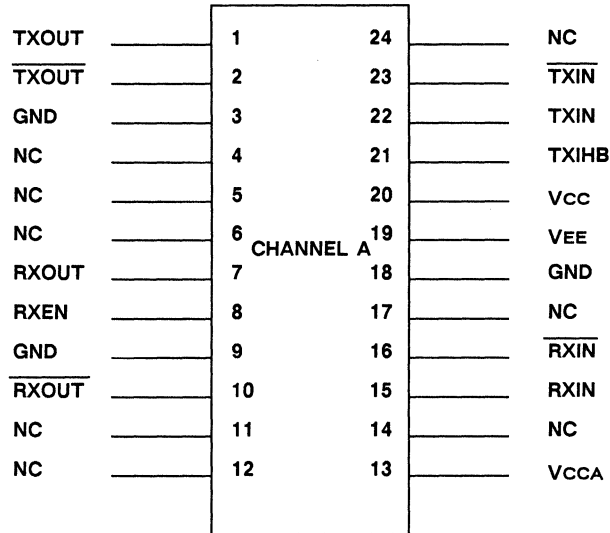 TXOUT 1 24 NC
TXOUT 2 23 TXIN
GND 3 22 TXIN
NC 4 21 TXIHB
NC 5 20 VCC
NC 6 19 VEE
CHANNEL A
RXOUT 7 18 GND
RXEN 8 17 NC
GND 9 16 RXIN
RXOUT 10 15 RXIN
NC 11 14 NC
NC 12 13 VCCA